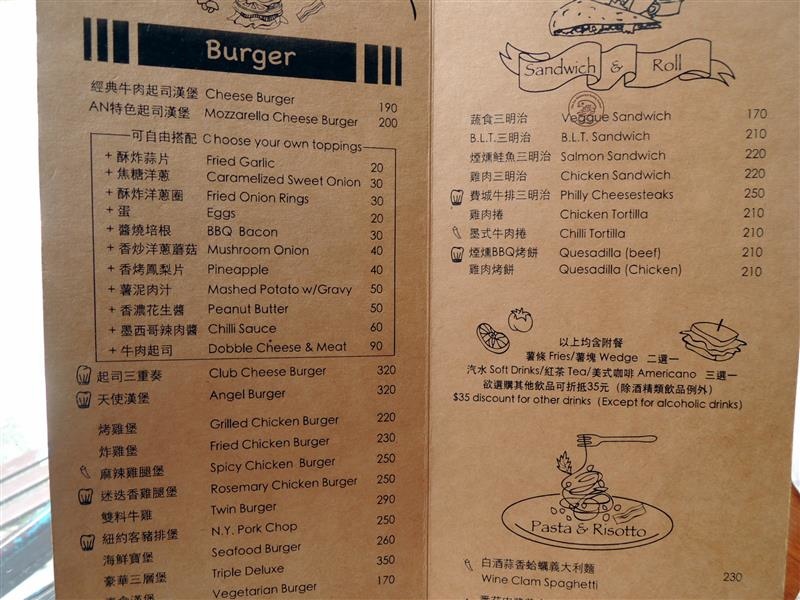 Burger
經典牛肉起司漢堡 Cheese Burger 190
AN特色起司漢堡 Mozzarella Cheese Burger 200
可自由搭配 Choose your own toppings
+ 酥炸蒜片 Fried Garlic 20
+ 焦糖洋蔥 Caramelized Sweet Onion 30
+ 酥炸洋蔥圈 Fried Onion Rings 30
+ 蛋 Eggs 20
+ 醬燒培根 BBQ Bacon 30
+ 香炒洋蔥蘑菇 Mushroom Onion 40
+ 香烤鳳梨片 Pineapple 40
+ 薯泥肉汁 Mashed Potato w/Gravy 50
+ 香濃花生醬 Peanut Butter 50
+ 墨西哥辣肉醬 Chilli Sauce 60
+ 牛肉起司 Dobble Cheese & Meat 90
起司三重奏 Club Cheese Burger 320
天使漢堡 Angel Burger 320
烤雞堡 Grilled Chicken Burger 220
炸雞堡 Fried Chicken Burger 230
麻辣雞腿堡 Spicy Chicken Burger 250
迷迭香雞腿堡 Rosemary Chicken Burger 250
雙料牛雞 Twin Burger 290
紐約客豬排堡 N.Y. Pork Chop 250
海鮮寶堡 Seafood Burger 260
豪華三層堡 Triple Deluxe 350
素食漢堡 Vegetarian Burger 170
Sandwich & Roll
蔬食三明治 Veggue Sandwich 170
B.L.T.三明治 B.L.T. Sandwich 210
煙燻鮭魚三明治 Salmon Sandwich 220
雞肉三明治 Chicken Sandwich 220
費城牛排三明治 Philly Cheesesteaks 250
雞肉捲 Chicken Tortilla 210
墨式牛肉捲 Chilli Tortilla 210
煙燻BBQ烤餅 Quesadilla (beef) 210
雞肉烤餅 Quesadilla (Chicken) 210
以上均含附餐
薯條 Fries/薯塊 Wedge 二選一
汽水 Soft Drinks/紅茶 Tea/美式咖啡 Americano 三選一
欲選購其他飲品可折抵35元（除酒精類飲品例外）
$35 discount for other drinks (Except for alcoholic drinks)
Pasta & Risotto
白酒蒜香蛤蠣義大利麵
Wine Clam Spaghetti 230